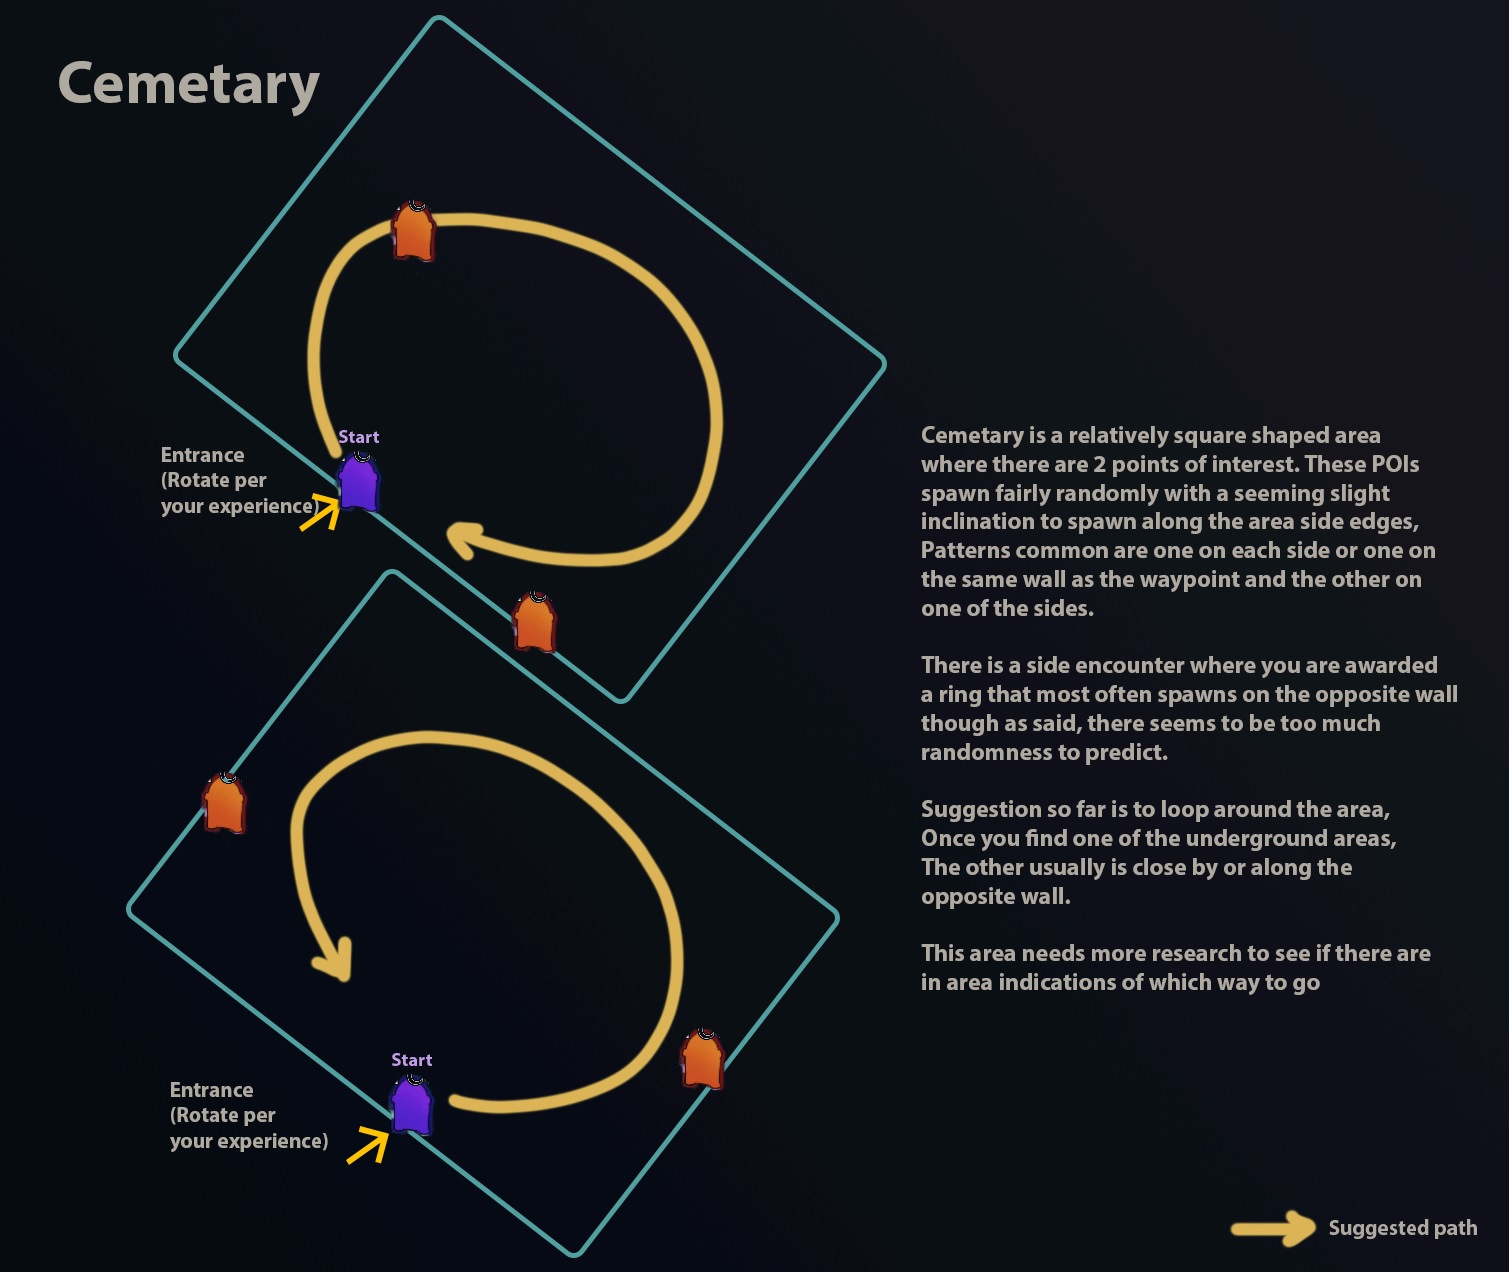 Cemetary
Start
Entrance
(Rotate per
your experience)
Start
Entrance
(Rotate per
your experience)
Cemetary is a relatively square shaped area
where there are 2 points of interest. These POIs
spawn fairly randomly with a seeming slight
inclination to spawn along the area side edges,
Patterns common are one on each side or one on
the same wall as the waypoint and the other on
one of the sides.
There is a side encounter where you are awarded
a ring that most often spawns on the opposite wall
though as said, there seems to be too much
randomness to predict.
Suggestion so far is to loop around the area,
Once you find one of the underground areas,
The other usually is close by or along the
opposite wall.
This area needs more research to see if there are
in area indications of which way to go
Suggested path